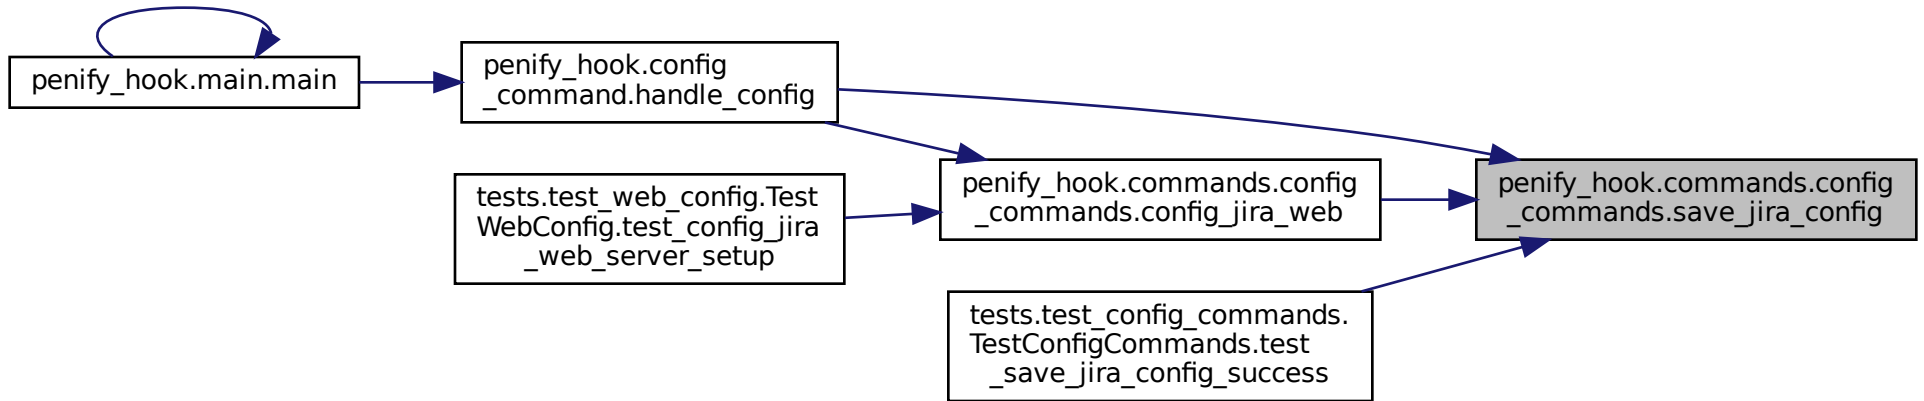 penify_hook.main.main
penify_hook.config
_command.handle_config
tests.test_web_config.Test
WebConfig.test_config_jira
_web_server_setup
penify_hook.commands.config
_commands.config_jira_web
tests.test_config_commands.
TestConfigCommands.test
_save_jira_config_success
penify_hook.commands.config
_commands.save_jira_config